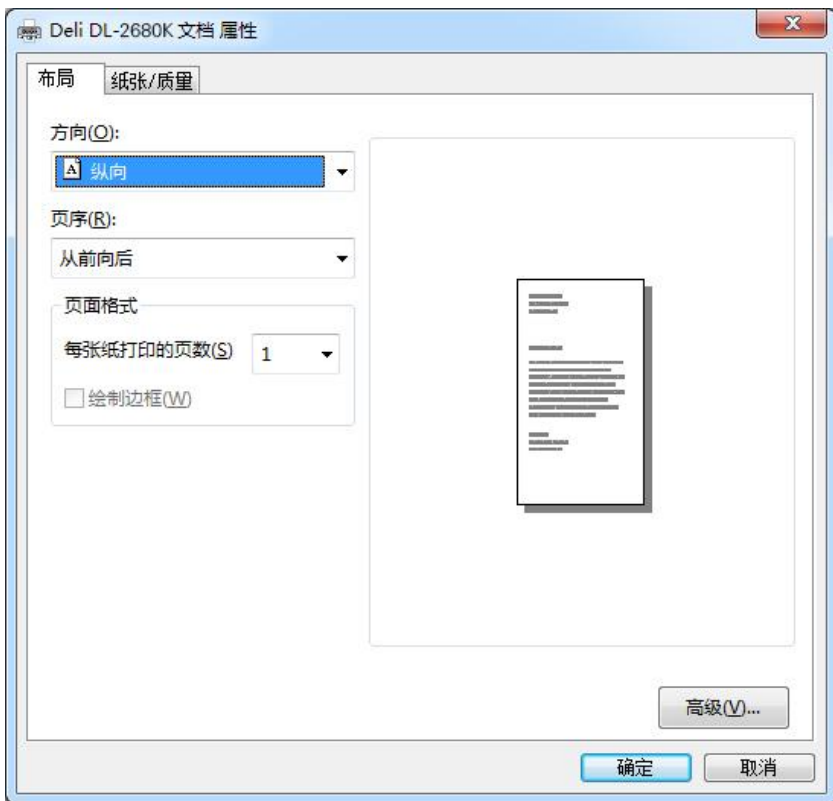 Deli DL-2680K 文档 属性
布局
纸张/质量
方向(O):
纵向
页序(R):
从前向后
页面格式
每张纸打印的页数(S)
1
绘制边框(W)
高级(V)...
确定
取消